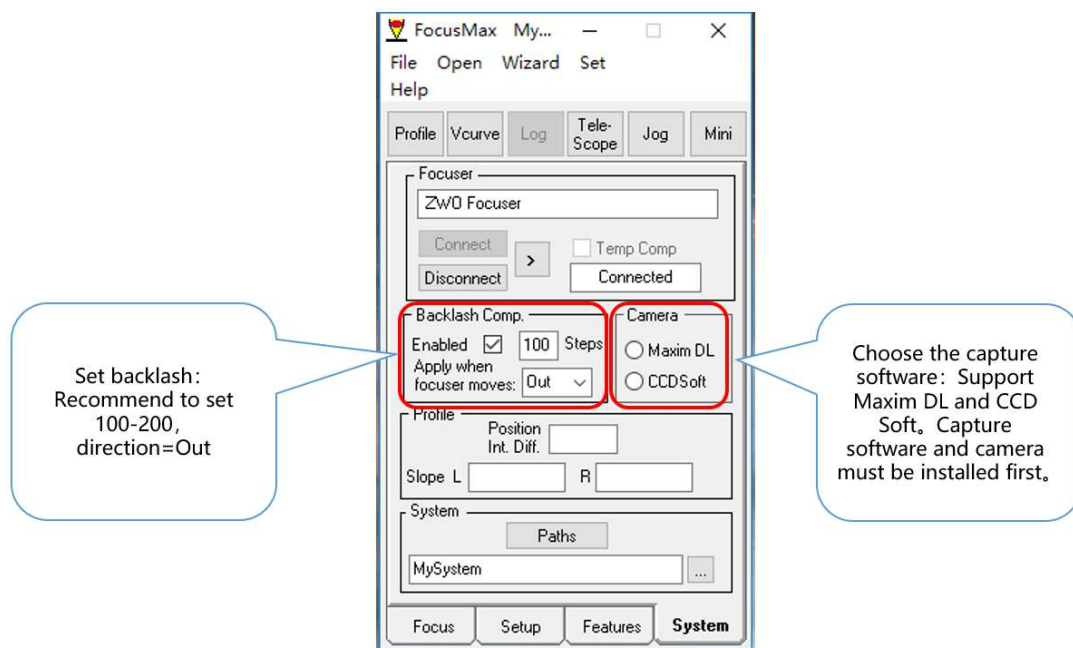 FocusMax My...
File Open Wizard Set
Help
Profile Vcurve Log Tele-
Scope Jog Mini
Focuser
ZWO Focuser
Connect
Disconnect
>
Temp Comp
Connected
Backlash Comp.
Enabled 100 Steps
Apply when
focuser moves: Out
Camera
Maxim DL
CCDSoft
Profile
Position
Int. Diff.
Slope L R
System
Paths
MySystem
...
Focus Setup Features System
Set backlash：
Recommend to set
100-200，
direction=Out
Choose the capture
software：Support
Maxim DL and CCD
Soft。Capture
software and camera
must be installed first。